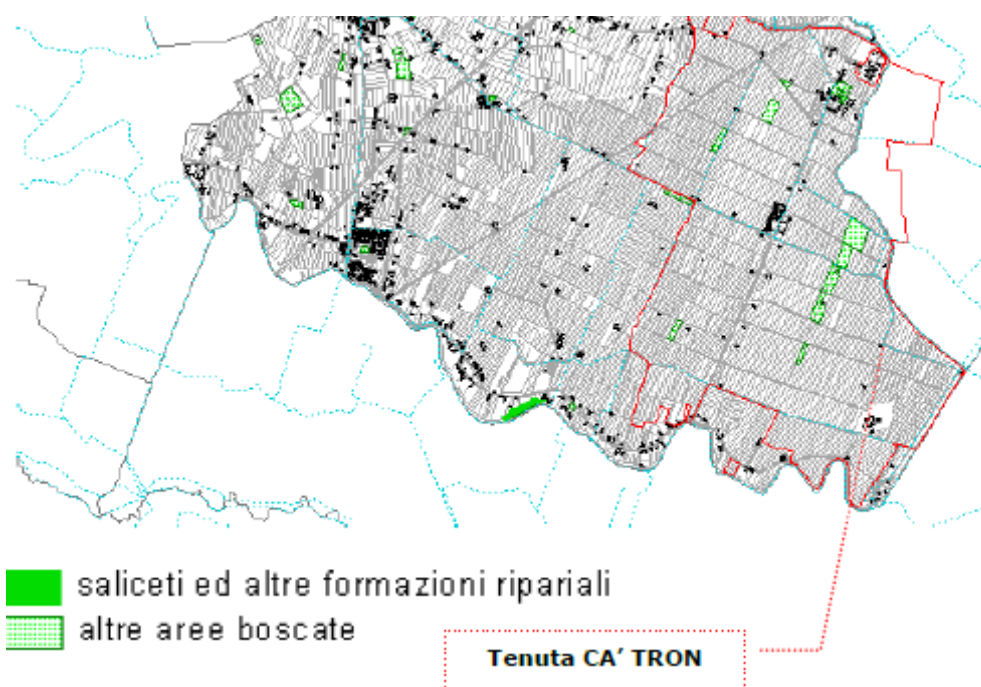 saliceti ed altre formazioni ripariali
altre aree boscate
Tenuta CA' TRON